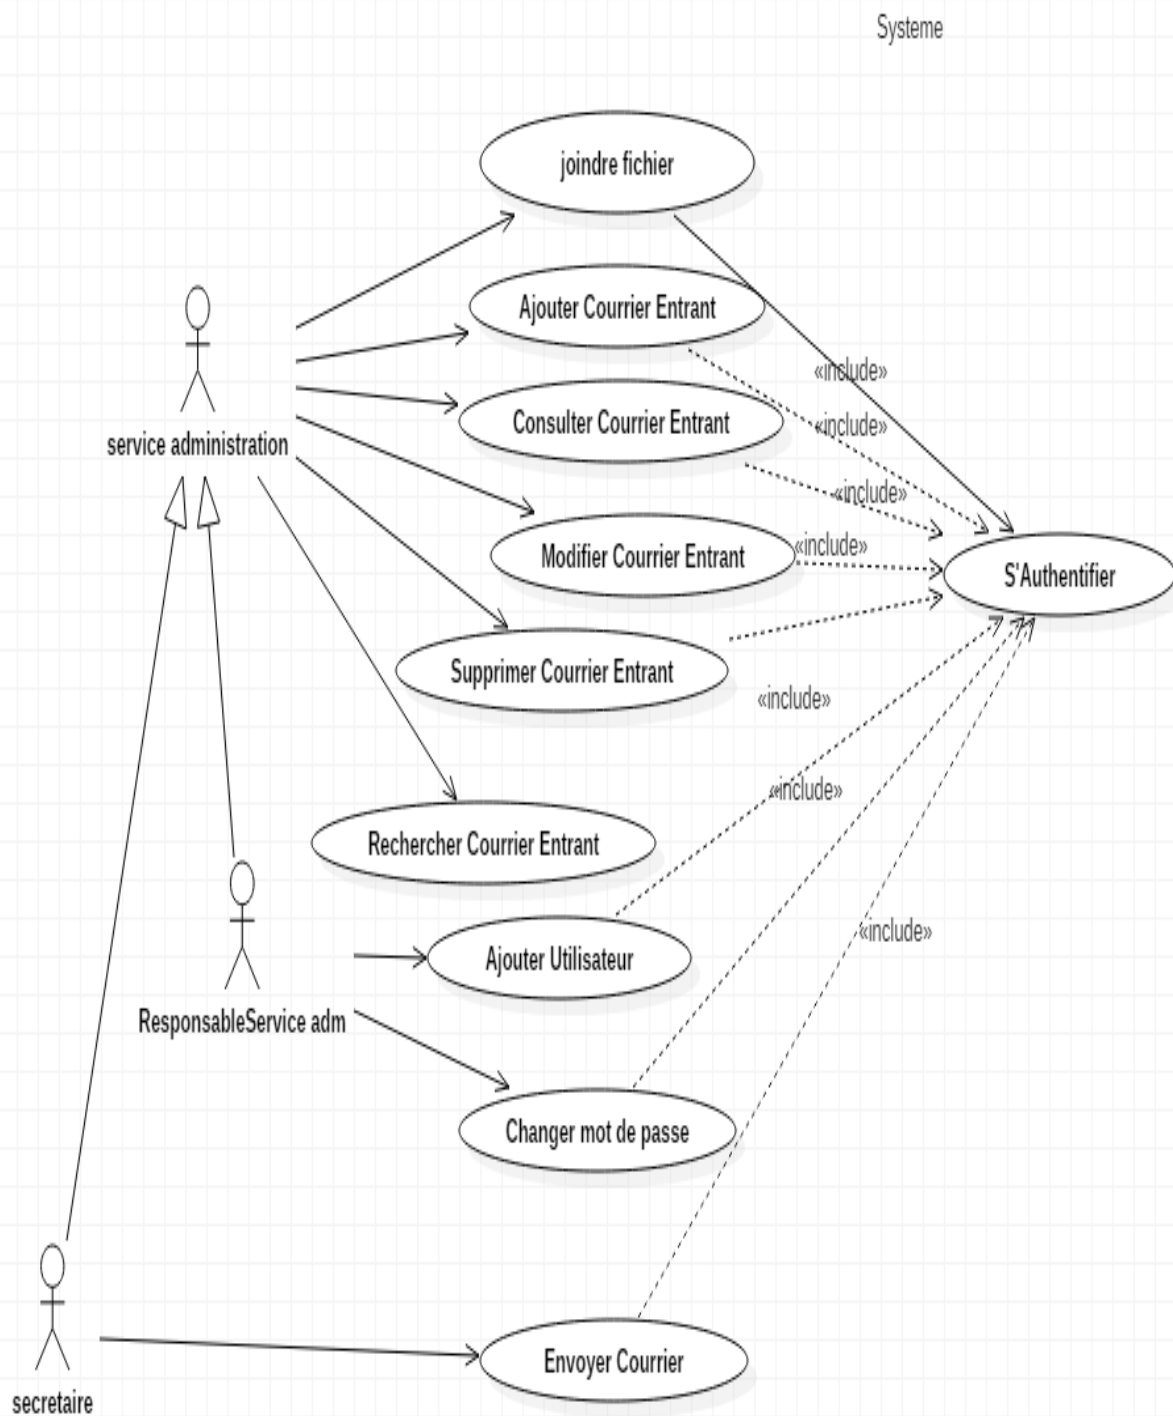 Systeme
joindre fichier
Ajouter Courrier Entrant
«include»
service administration
Consulter Courrier Entrant
«include»
«include»
Modifier Courrier Entrant
«include»
S'Authentifier
Supprimer Courrier Entrant
«include»
«include»
Rechercher Courrier Entrant
«include»
Ajouter Utilisateur
ResponsableService adm
Changer mot de passe
Envoyer Courrier
secretaire